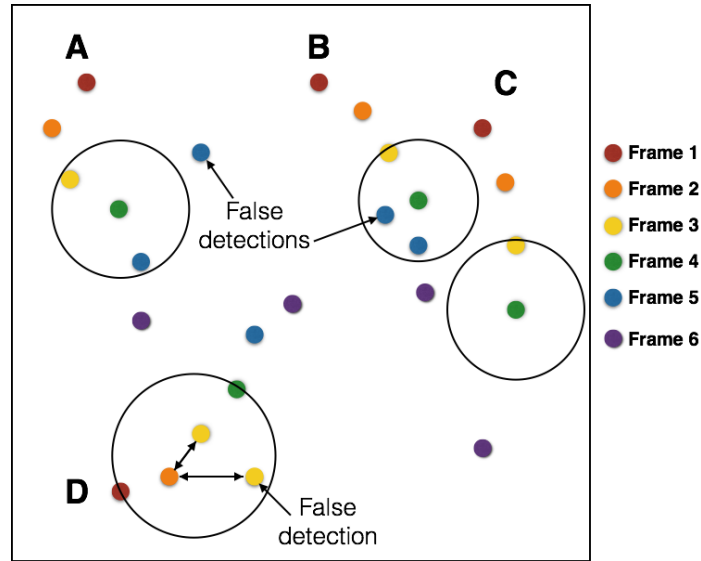 A
B
C
False
detections
D
False
detection
Frame 1
Frame 2
Frame 3
Frame 4
Frame 5
Frame 6